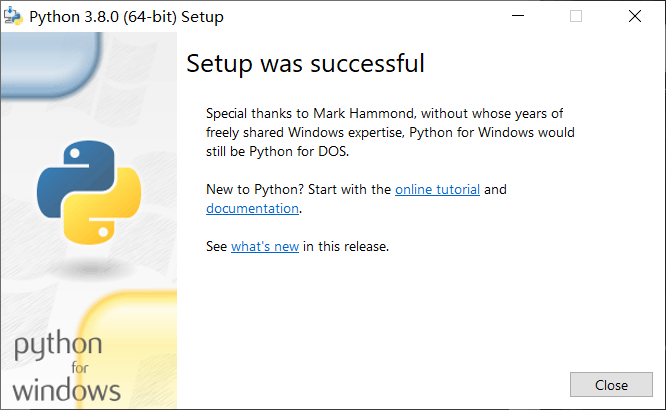 Python 3.8.0 (64-bit) Setup
Setup was successful
Special thanks to Mark Hammond, without whose years of
freely shared Windows expertise, Python for Windows would
still be Python for DOS.
New to Python? Start with the online tutorial and
documentation.
See what's new in this release.
python
for
windows
Close